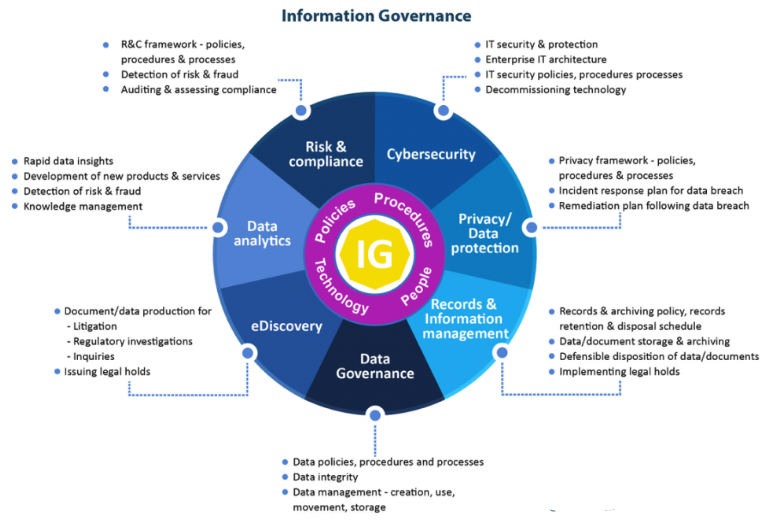 Information Governance
R&C framework - policies,
procedures & processes
Detection of risk & fraud
Auditing & assessing compliance
IT security & protection
Enterprise IT architecture
IT security policies, procedures processes
Decommissioning technology
Risk &
compliance
Cybersecurity
Rapid data insights
Development of new products & services
Detection of risk & fraud
Knowledge management
Privacy framework - policies,
procedures & processes
Incident response plan for data breach
Remediation plan following data breach
Data
analytics
Privacy/
Data
protection
Policies
Procedures
Technology
People
IG
eDiscovery
Records &
Information
management
Data
Governance
Document/data production for
- Litigation
- Regulatory investigations
- Inquiries
Issuing legal holds
Records & archiving policy, records
retention & disposal schedule
Data/document storage & archiving
Defensible disposition of data/documents
Implementing legal holds
Data policies, procedures and processes
Data integrity
Data management - creation, use,
movement, storage